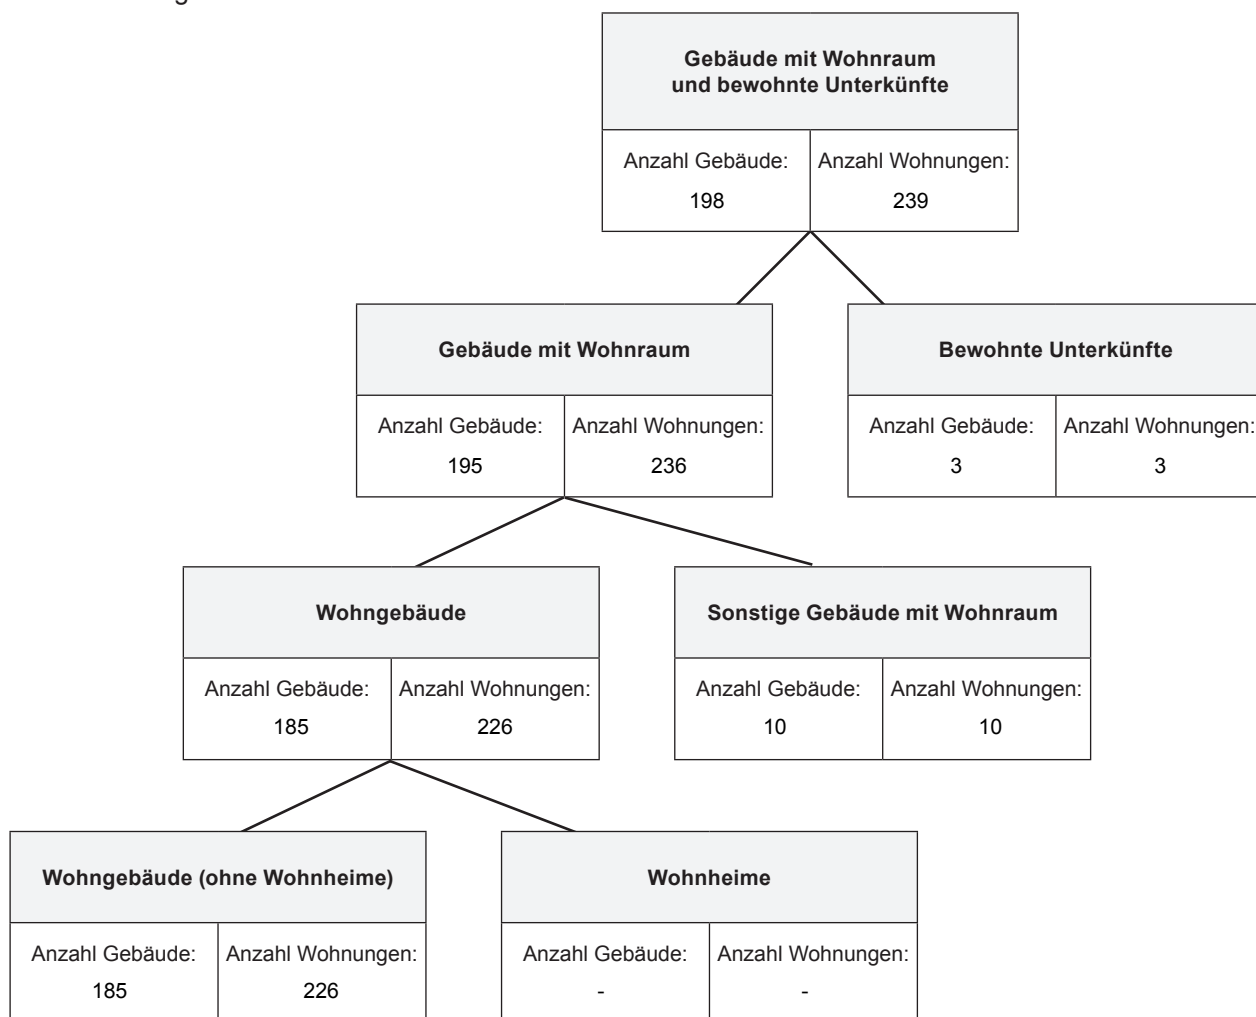 Gebäude mit Wohnraum
und bewohnte Unterkünfte
Anzahl Gebäude: Anzahl Wohnungen:
198 239
Gebäude mit Wohnraum
Bewohnte Unterkünfte
Anzahl Gebäude: Anzahl Wohnungen:
195 236
Anzahl Gebäude: Anzahl Wohnungen:
3 3
Wohngebäude
Sonstige Gebäude mit Wohnraum
Anzahl Gebäude: Anzahl Wohnungen:
185 226
Anzahl Gebäude: Anzahl Wohnungen:
10 10
Wohngebäude (ohne Wohnheime)
Wohnheime
Anzahl Gebäude: Anzahl Wohnungen:
185 226
Anzahl Gebäude: Anzahl Wohnungen:
- -